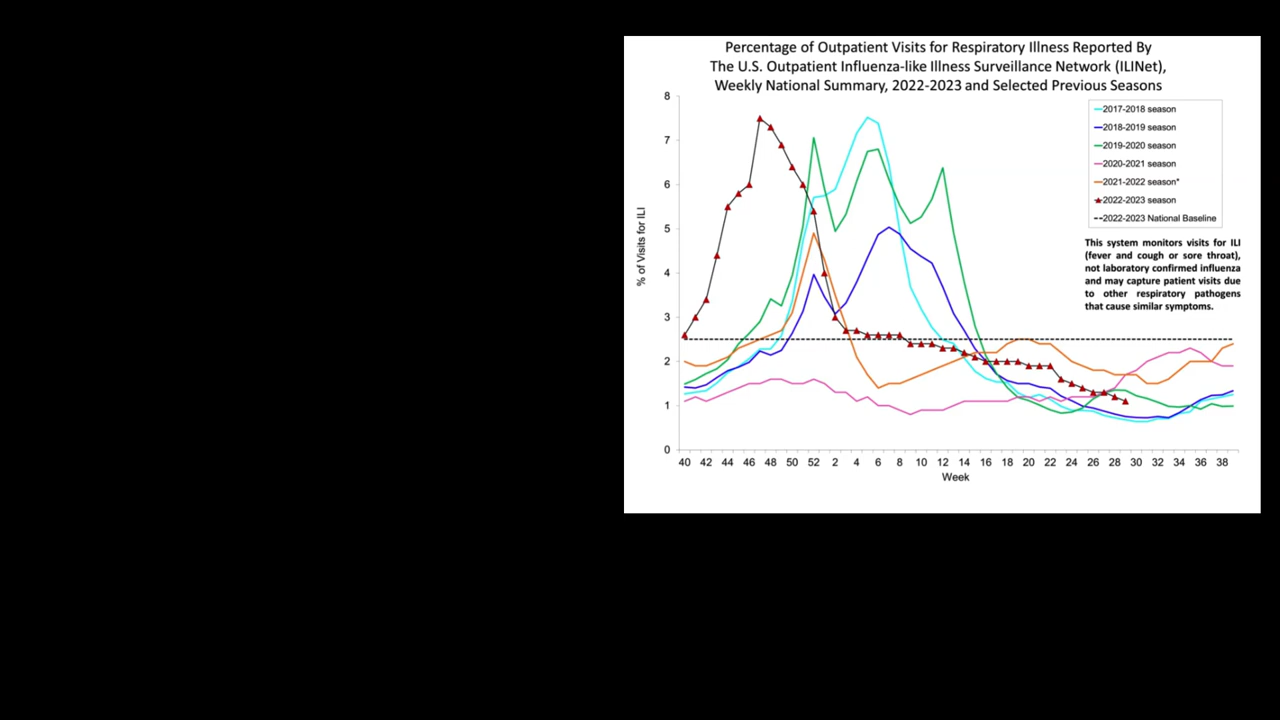 Percentage of Outpatient Visits for Respiratory Illness Reported By
The U.S. Outpatient Influenza-like Illness Surveillance Network (ILINet),
Weekly National Summary, 2022-2023 and Selected Previous Seasons
8
7
6
5
4
3
2
1
0
% of Visits for ILI
2017-2018 season
2018-2019 season
2019-2020 season
2020-2021 season
2021-2022 season*
2022-2023 season
2022-2023 National Baseline
This system monitors visits for ILI
(fever and cough or sore throat),
not laboratory confirmed influenza
and may capture patient visits due
to other respiratory pathogens
that cause similar symptoms.
40 42 44 46 48 50 52 2 4 6 8 10 12 14 16 18 20 22 24 26 28 30 32 34 36 38
Week